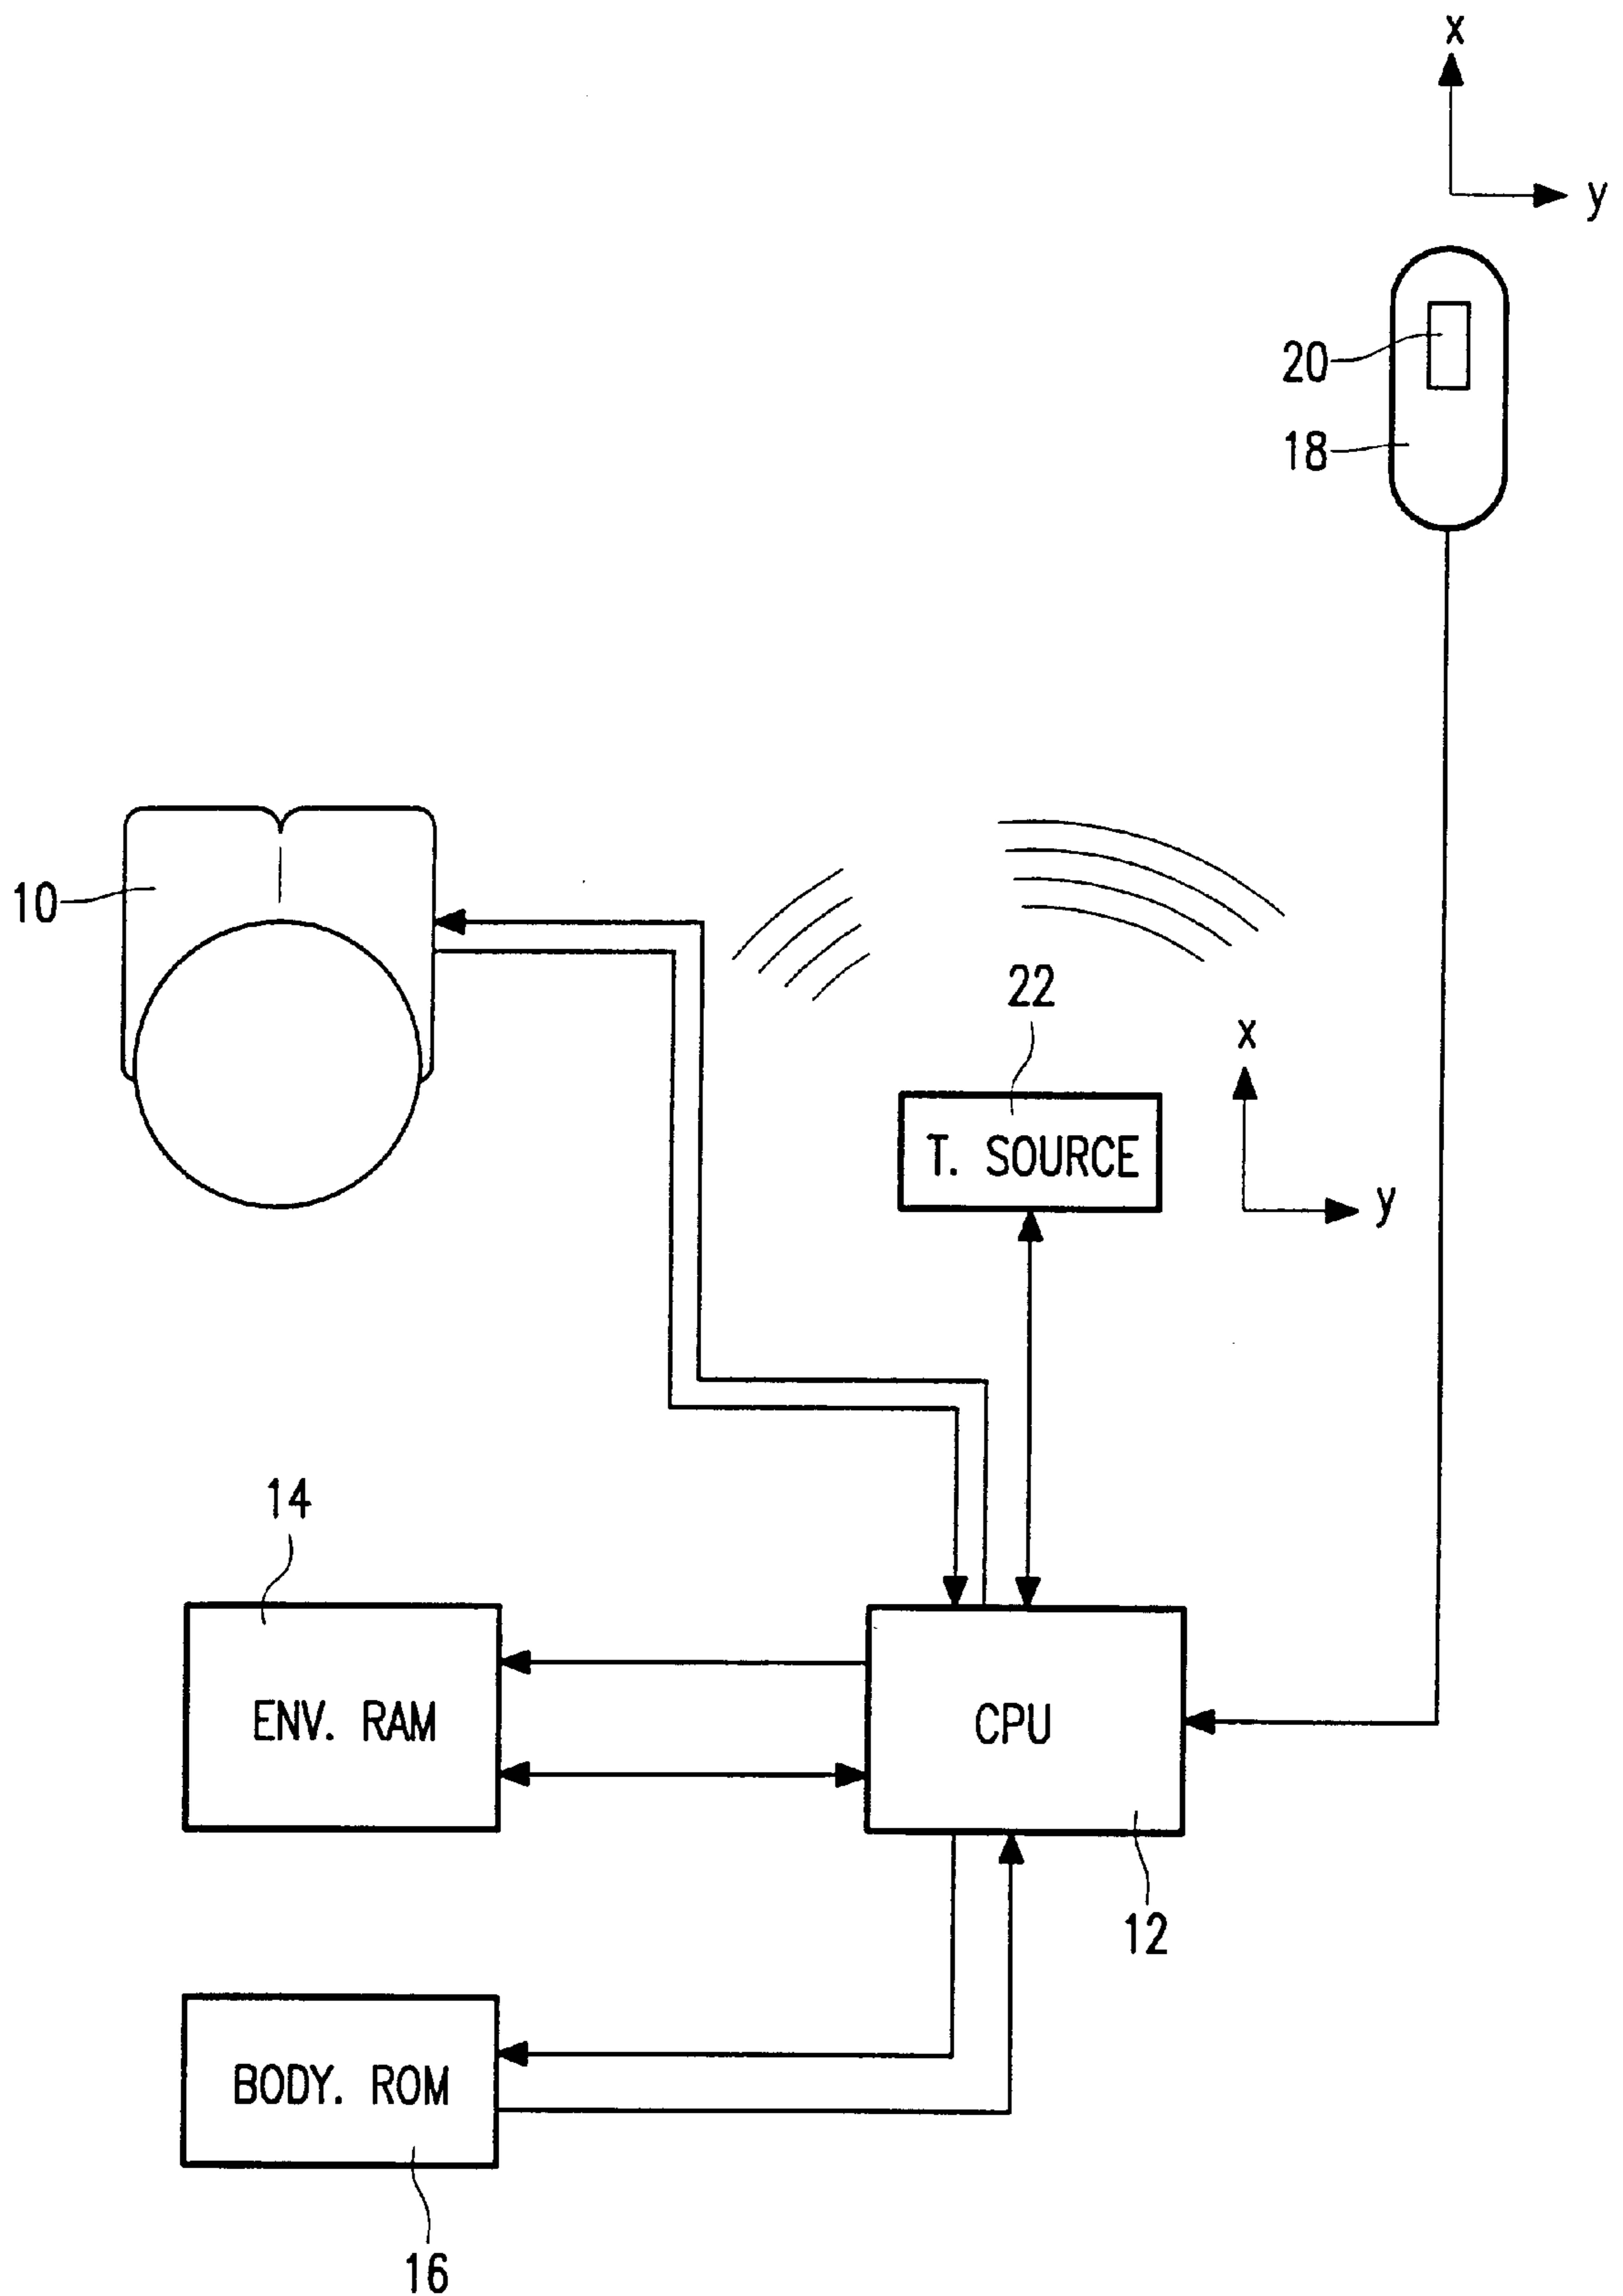 x
y
20
18
10
22
x
T. SOURCE
y
14
ENV. RAM
CPU
12
BODY. ROM
16